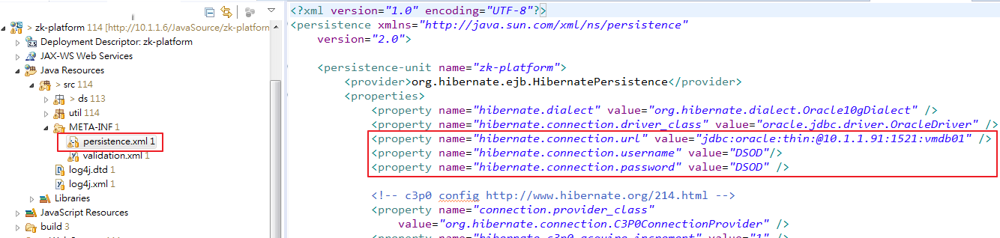 > zk-platform 114 [http://10.1.1.6/JavaSource/zk-platform
Deployment Descriptor: zk-platform
JAX-WS Web Services
Java Resources
> src 114
> ds 113
util 114
META-INF 1
persistence.xml 1
validation.xml 1
log4j.dtd 1
log4j.xml 1
Libraries
JavaScript Resources
build 3
<?xml version="1.0" encoding="UTF-8"?>
<persistence xmlns="http://java.sun.com/xml/ns/persistence"
version="2.0">
<persistence-unit name="zk-platform">
<provider>org.hibernate.ejb.HibernatePersistence</provider>
<properties>
<property name="hibernate.dialect" value="org.hibernate.dialect.Oracle10gDialect" />
<property name="hibernate.connection.driver_class" value="oracle.jdbc.driver.OracleDriver" />
<property name="hibernate.connection.url" value="jdbc:oracle:thin:@10.1.1.91:1521:vmdb01" />
<property name="hibernate.connection.username" value="DSOD"/>
<property name="hibernate.connection.password" value="DSOD" />
<!-- c3p0 config http://www.hibernate.org/214.html -->
<property name="connection.provider_class"
value="org.hibernate.connection.C3P0ConnectionProvider" />
<property name="hibernate.c3p0.acquire_increment" value="1" />